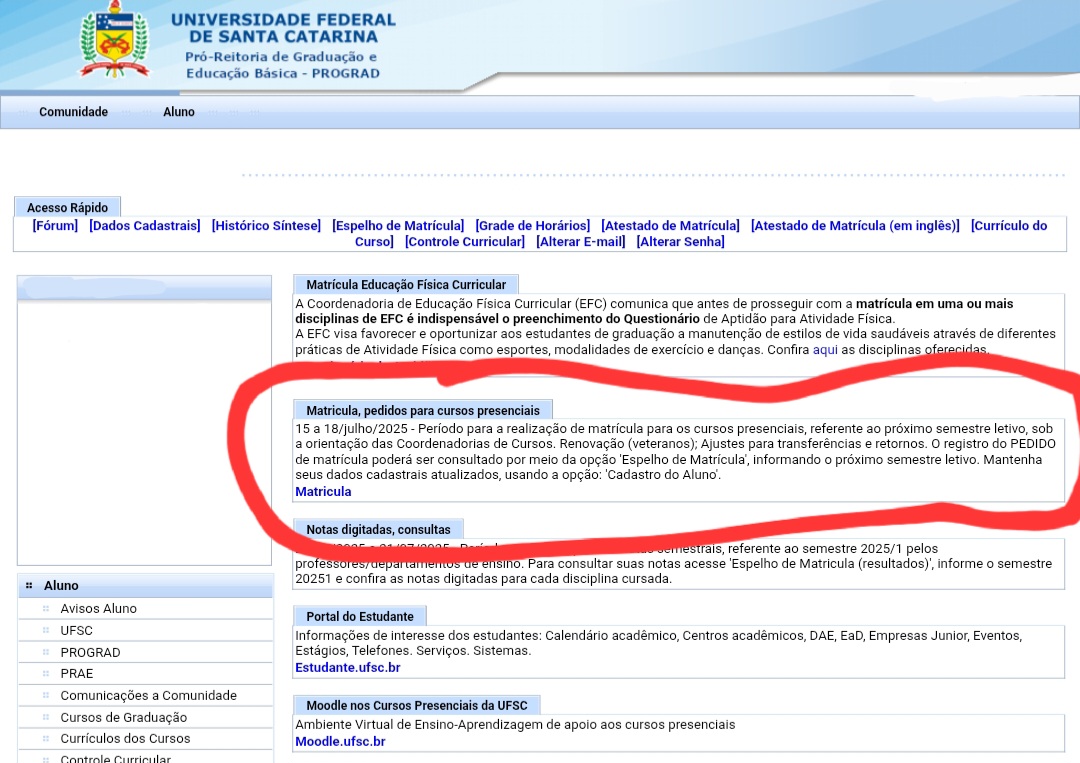 UNIVERSIDADE FEDERAL
DE SANTA CATARINA
Pró-Reitoria de Graduação e
Educação Básica - PROGRAD
Comunidade Aluno
Acesso Rápido
[Fórum] [Dados Cadastrais] [Histórico Síntese] [Espelho de Matrícula] [Grade de Horários] [Atestado de Matrícula] [Atestado de Matrícula (em inglês)] [Currículo do
Curso] [Controle Curricular] [Alterar E-mail] [Alterar Senha]
Matrícula Educação Física Curricular
A Coordenadoria de Educação Física Curricular (EFC) comunica que antes de prosseguir com a matrícula em uma ou mais
disciplinas de EFC é indispensável o preenchimento do Questionário de Aptidão para Atividade Física.
A EFC visa favorecer e oportunizar aos estudantes de graduação a manutenção de estilos de vida saudáveis através de diferentes
práticas de Atividade Física como esportes, modalidades de exercício e danças. Confira aqui as disciplinas oferecidas.
Matricula, pedidos para cursos presenciais
15 a 18/julho/2025 - Período para a realização de matrícula para os cursos presenciais, referente ao próximo semestre letivo, sob
a orientação das Coordenadorias de Cursos. Renovação (veteranos); Ajustes para transferências e retornos. O registro do PEDIDO
de matrícula poderá ser consultado por meio da opção 'Espelho de Matrícula', informando o próximo semestre letivo. Mantenha
seus dados cadastrais atualizados, usando a opção: 'Cadastro do Aluno'.
Matricula
Notas digitadas, consultas
semestrais, referente ao semestre 2025/1 pelos
professores/departamentos de ensino. Para consultar suas notas acesse 'Espelho de Matricula (resultados)', informe o semestre
20251 e confira as notas digitadas para cada disciplina cursada.
Portal do Estudante
Informações de interesse dos estudantes: Calendário acadêmico, Centros acadêmicos, DAE, EaD, Empresas Junior, Eventos,
Estágios, Telefones. Serviços. Sistemas.
Estudante.ufsc.br
Moodle nos Cursos Presenciais da UFSC
Ambiente Virtual de Ensino-Aprendizagem de apoio aos cursos presenciais
Moodle.ufsc.br
Aluno
Avisos Aluno
UFSC
PROGRAD
PRAE
Comunicações a Comunidade
Cursos de Graduação
Currículos dos Cursos
Controle Curricular